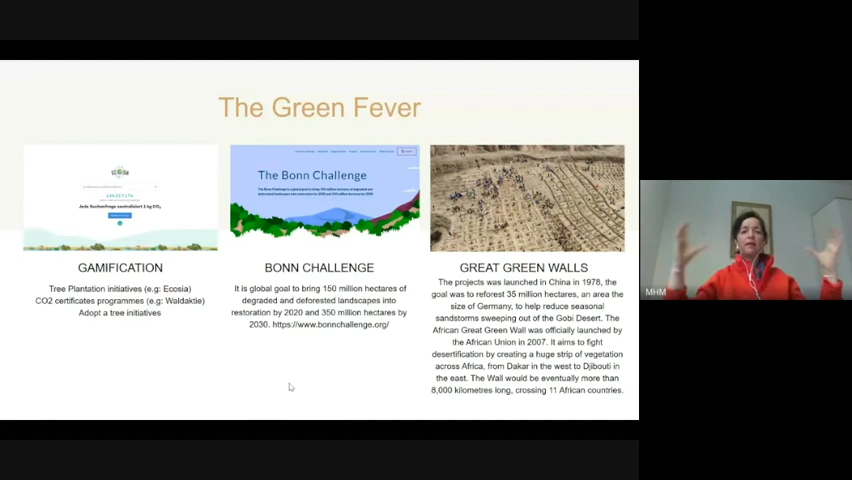 The Green Fever
The Bonn Challenge
GAMIFICATION
Tree Plantation initiatives (e.g: Ecosia)
CO2 certificates programmes (e.g: Waldaktie)
Adopt a tree initiatives
BONN CHALLENGE
It is global goal to bring 150 million hectares of
degraded and deforested landscapes into
restoration by 2020 and 350 million hectares by
2030. https://www.bonnchallenge.org/
GREAT GREEN WALLS
The projects was launched in China in 1978, the
goal was to reforest 35 million hectares, an area the
size of Germany, to help reduce seasonal
sandstorms sweeping out of the Gobi Desert. The
African Great Green Wall was officially launched by
the African Union in 2007. It aims to fight
desertification by creating a huge strip of vegetation
across Africa, from Dakar in the west to Djibouti in
the east. The Wall would be eventually more than
8,000 kilometres long, crossing 11 African countries.
MHM